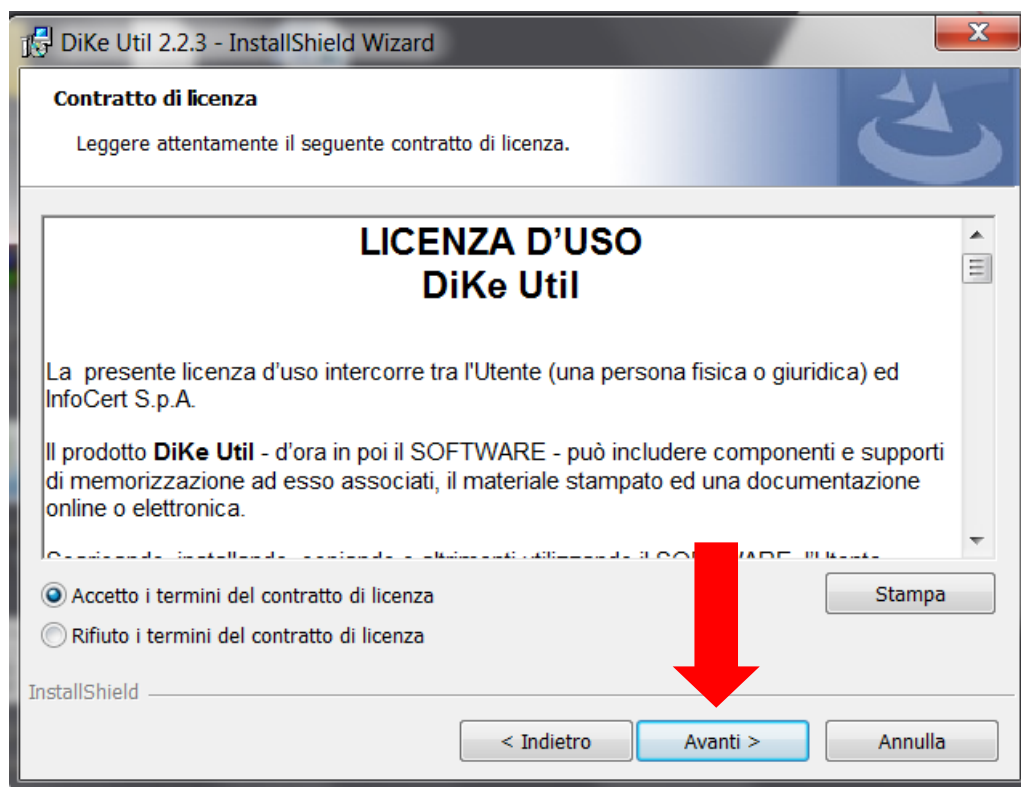 DiKe Util 2.2.3 - InstallShield Wizard
Contratto di licenza
Leggere attentamente il seguente contratto di licenza.
LICENZA D’USO
DiKe Util
La presente licenza d’uso intercorre tra l'Utente (una persona fisica o giuridica) ed
InfoCert S.p.A.
Il prodotto DiKe Util - d’ora in poi il SOFTWARE - può includere componenti e supporti
di memorizzazione ad esso associati, il materiale stampato ed una documentazione
online o elettronica.
Accetto i termini del contratto di licenza
Stampa
Rifiuto i termini del contratto di licenza
InstallShield
< Indietro
Avanti >
Annulla